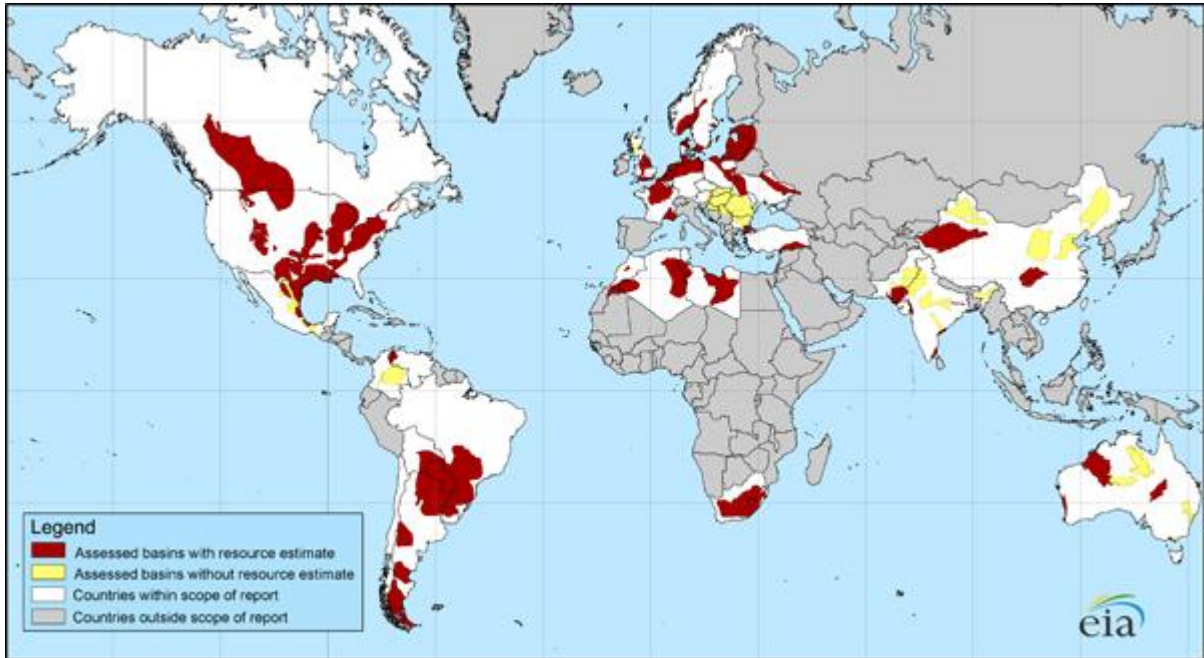 Legend
Assessed basins with resource estimate
Assessed basins without resource estimate
Countries within scope of report
Countries outside scope of report
eia